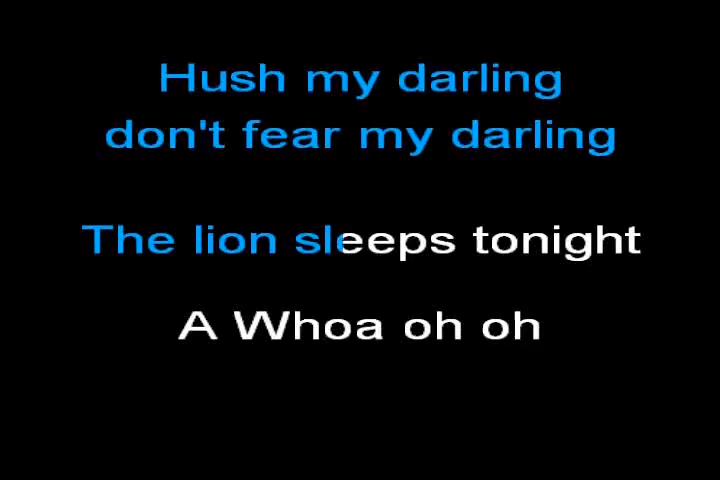 Hush my darling
don't fear my darling
The lion sleeps tonight
A Whoa oh oh